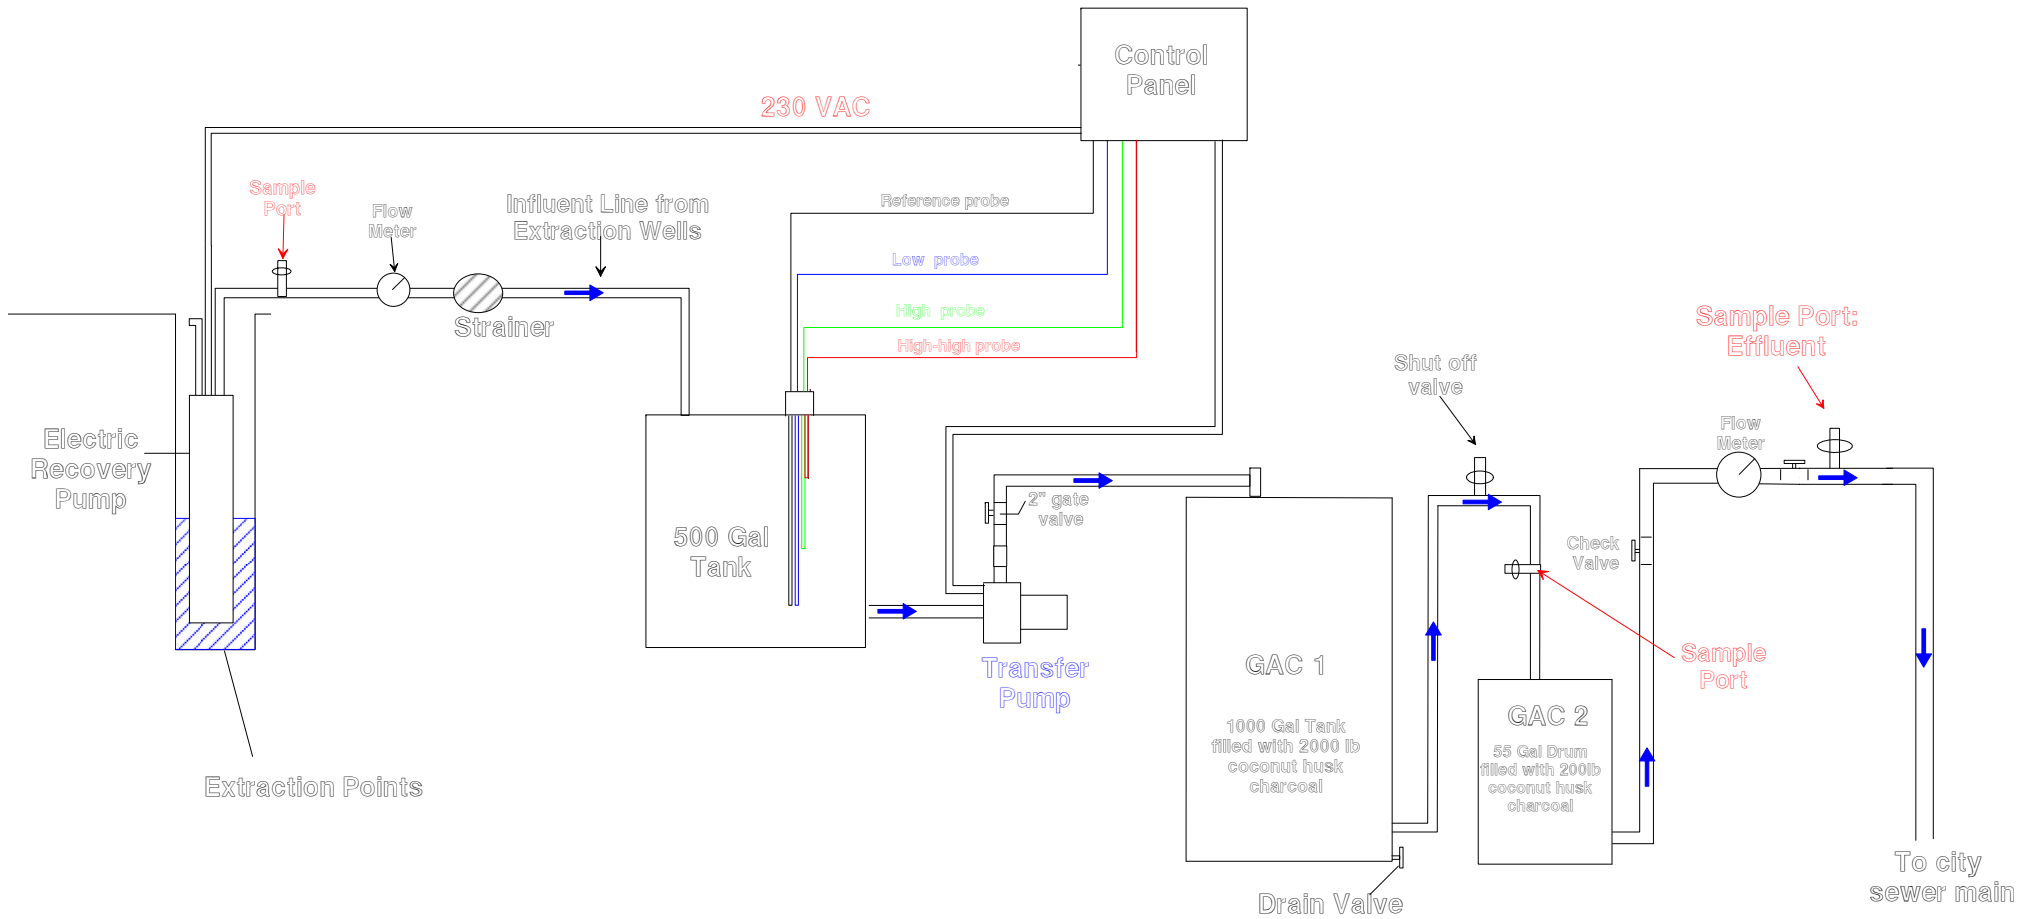 Control
Panel
230 VAC
Sample
Port
Flow
Meter
Influent Line from
Extraction Wells
Reference probe
Low probe
High probe
High-high probe
Strainer
Sample Port:
Effluent
Shut off
valve
Flow
Meter
Electric
Recovery
Pump
500 Gal
Tank
2" gate
valve
Check
Valve
Transfer
Pump
GAC 1
1000 Gal Tank
filled with 2000 lb
coconut husk
charcoal
Sample
Port
GAC 2
55 Gal Drum
filled with 200lb
coconut husk
charcoal
Extraction Points
Drain Valve
To city
sewer main